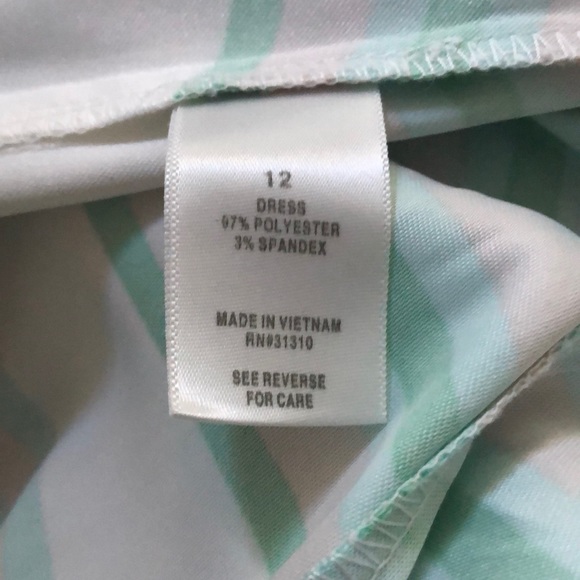 12
DRESS
97% POLYESTER
3% SPANDEX
MADE IN VIETNAM
RN#31310
SEE REVERSE
FOR CARE